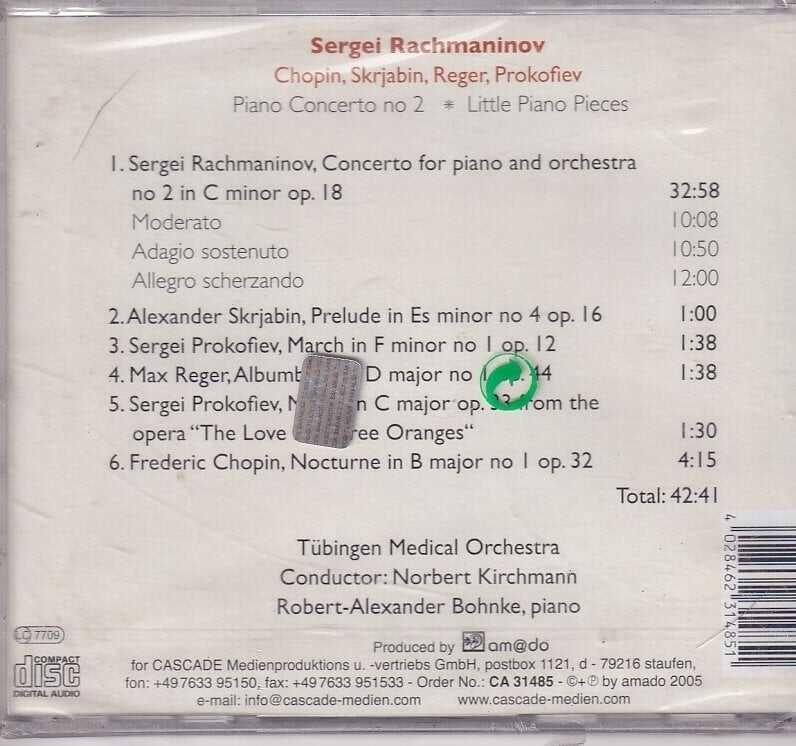 Sergei Rachmaninov
Chopin, Skrjabin, Reger, Prokofiev
Piano Concerto no 2 * Little Piano Pieces
1. Sergei Rachmaninov, Concerto for piano and orchestra
no 2 in C minor op. 18 32:58
Moderato 10:08
Adagio sostenuto 10:50
Allegro scherzando 12:00
2. Alexander Skrjabin, Prelude in Es minor no 4 op. 16 1:00
3. Sergei Prokofiev, March in F minor no 1 op. 12 1:38
4. Max Reger, D major no 44 1:38
5. Sergei Prokofiev, in C major op. 33 from the
opera "The Love Oranges“ 1:30
6. Frederic Chopin, Nocturne in B major no 1 op. 32 4:15
Total: 42:41
Tübingen Medical Orchestra
Conductor: Norbert Kirchmann
Robert-Alexander Bohnke, piano
LC 7709
COMPACT
disc
DIGITAL AUDIO
Produced by am@do
for CASCADE Medienproduktions u. -vertriebs GmbH, postbox 1121, d - 79216 staufen,
fon: +497633 95150, fax: +497633 951533 - Order No.: CA 31485 - ©+℗ by amado 2005
e-mail: info@cascade-medien.com www.cascade-medien.com
4 028462 314851